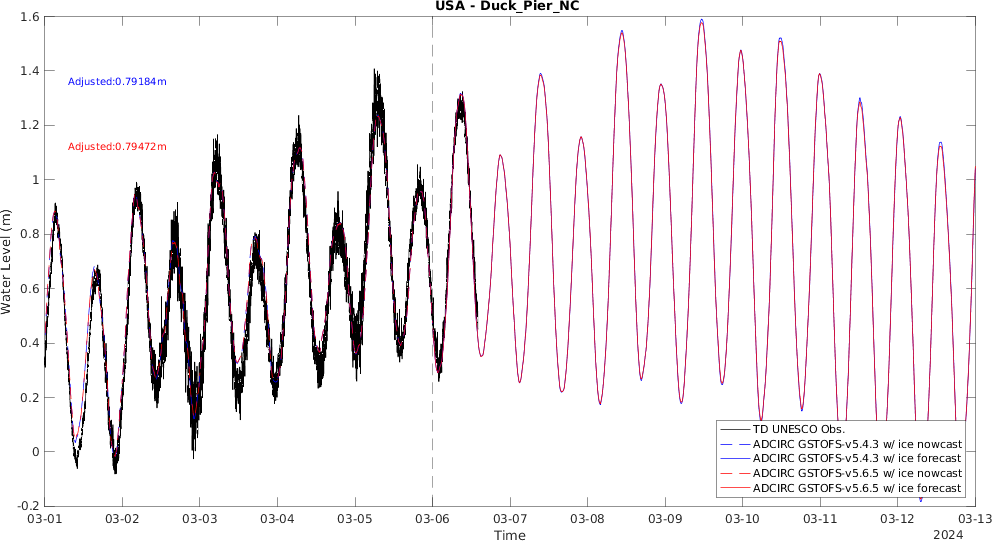 USA - Duck_Pier_NC
Water Level (m)
1.6
1.4
1.2
1
0.8
0.6
0.4
0.2
0
-0.2
Adjusted:0.79184m
Adjusted:0.79472m
TD UNESCO Obs.
ADCIRC GSTOFS-v5.4.3 w/ ice nowcast
ADCIRC GSTOFS-v5.4.3 w/ ice forecast
ADCIRC GSTOFS-v5.6.5 w/ ice nowcast
ADCIRC GSTOFS-v5.6.5 w/ ice forecast
03-01 03-02 03-03 03-04 03-05 03-06 03-07 03-08 03-09 03-10 03-11 03-12 03-13
Time
2024